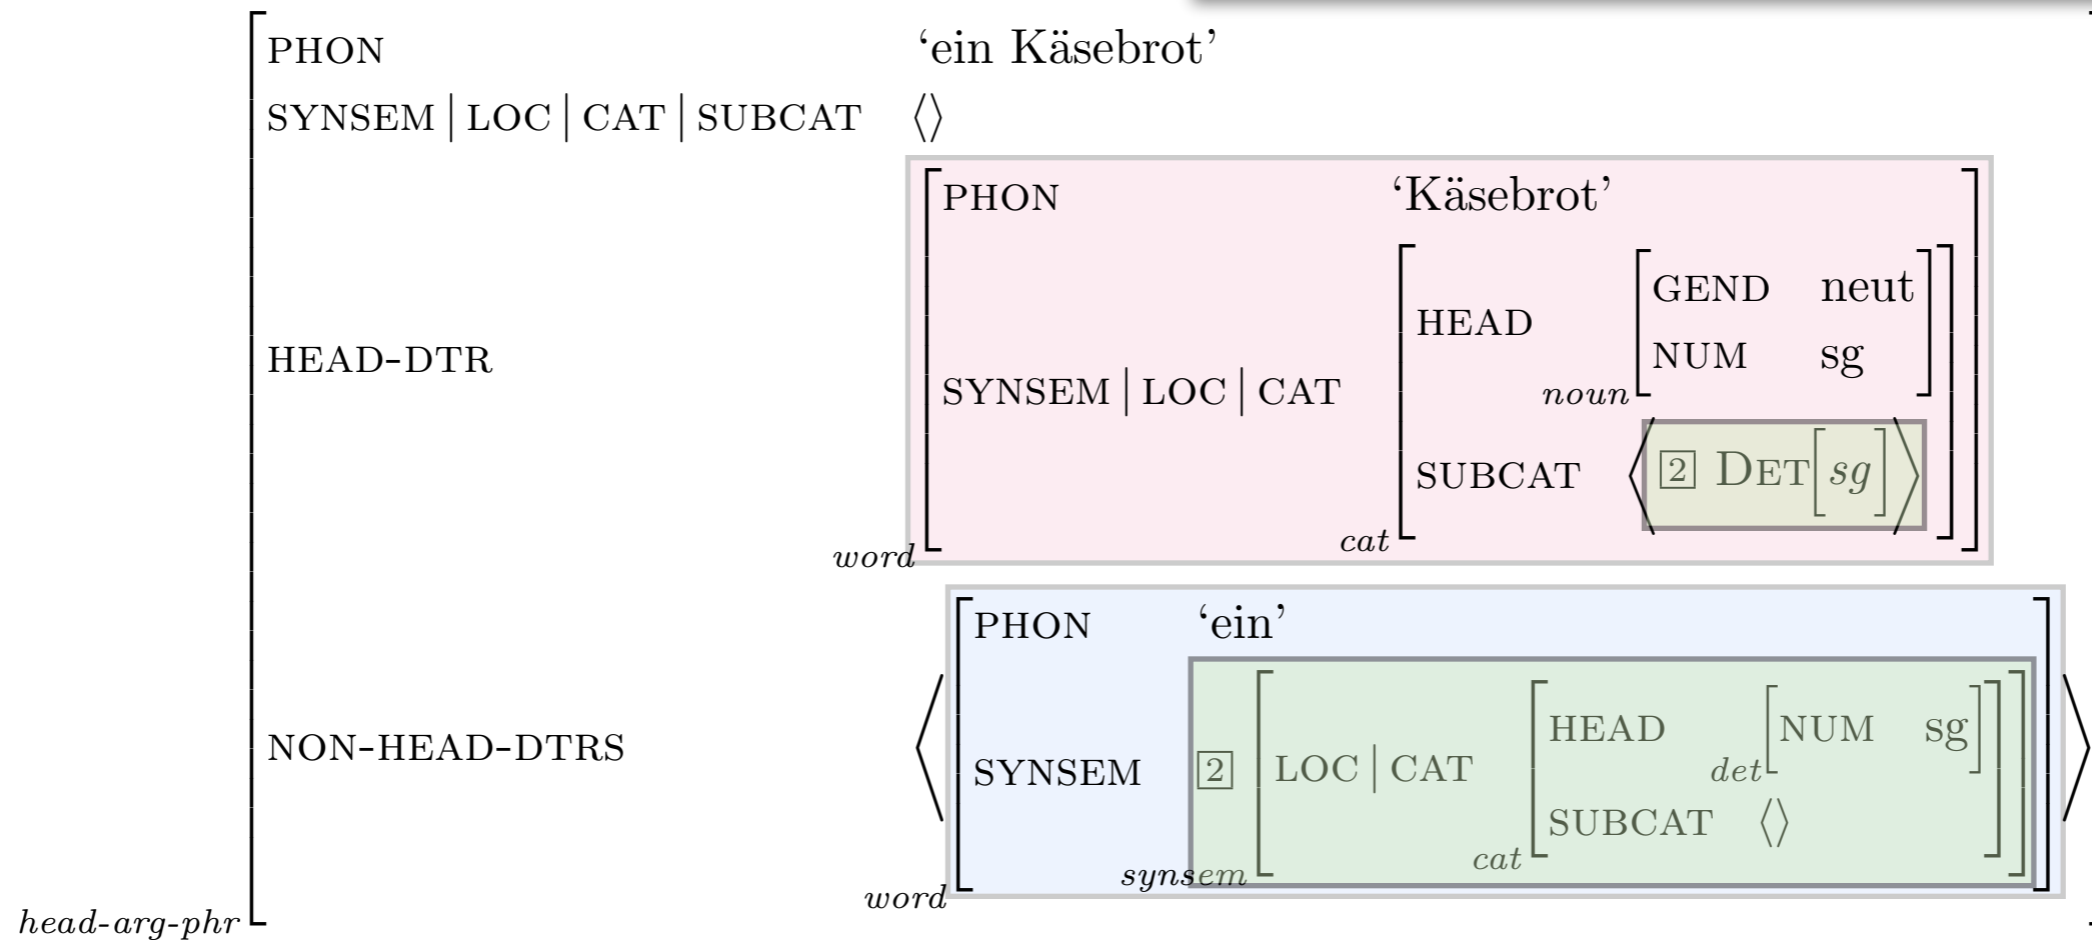 PHON ‘ein Käsebrot’
SYNSEM | LOC | CAT | SUBCAT ⟨⟩
PHON ‘Käsebrot’
GEND neut
HEAD
NUM sg
HEAD-DTR
noun
SYNSEM | LOC | CAT
SUBCAT ⟨ 2 DET[sg] ⟩
cat
word
PHON ‘ein’
HEAD NUM sg
det
NON-HEAD-DTRS
SYNSEM 2 LOC | CAT
SUBCAT ⟨⟩
cat
synsem
word
head-arg-phr